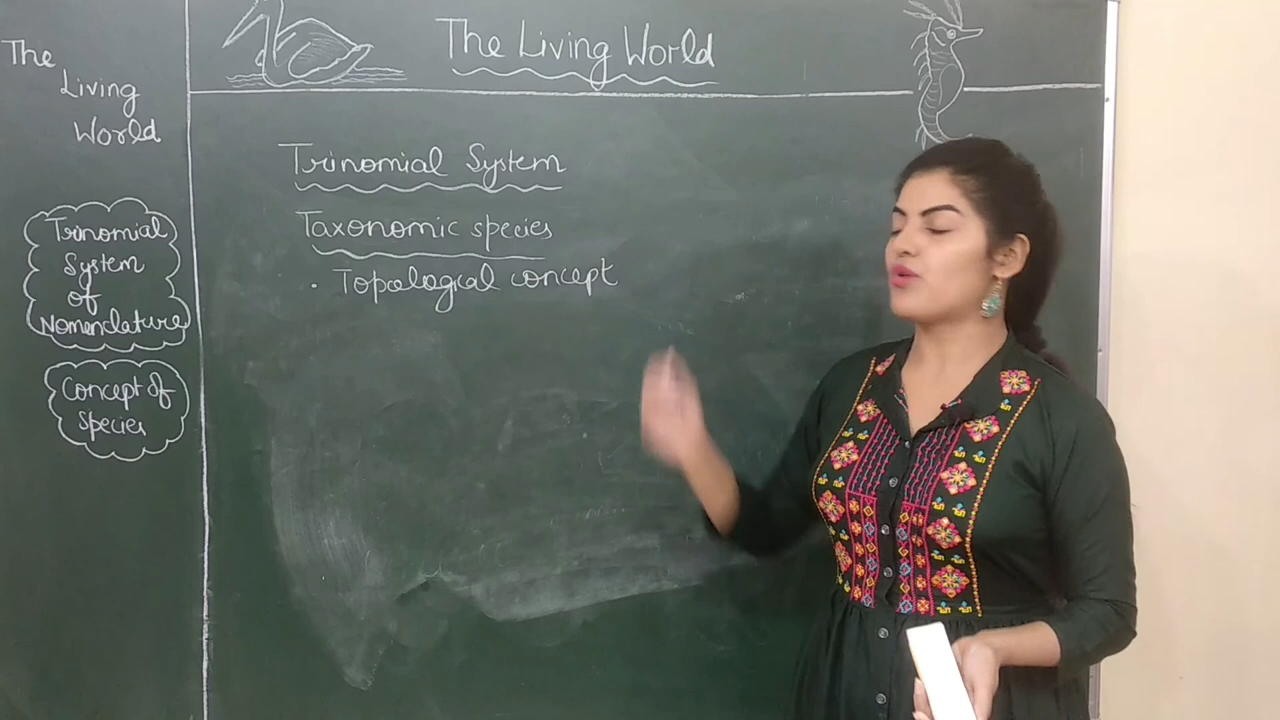 The
Living
World
Trinomial
System
of
Nomenclature
Concept of
Species
The Living World
Trinomial System
Taxonomic species
. Topological concept